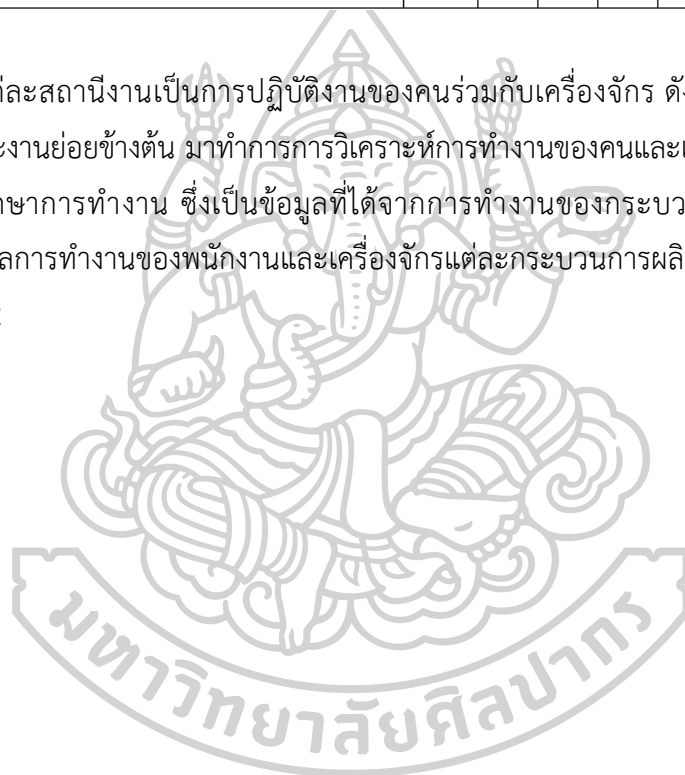 ละสถานีงานเป็นการปฏิบัติงานของคนร่วมกับเครื่องจักร
ะงานย่อยข้างต้น มาทำการการวิเคราะห์การทำงานของคนและ
ษาการทำงาน ซึ่งเป็นข้อมูลที่ได้จากการทำงานของกระบว
ลการทำงานของพนักงานและเครื่องจักรแต่ละกระบวนการผลิ
มหาวิทยาลัยศิลปากร